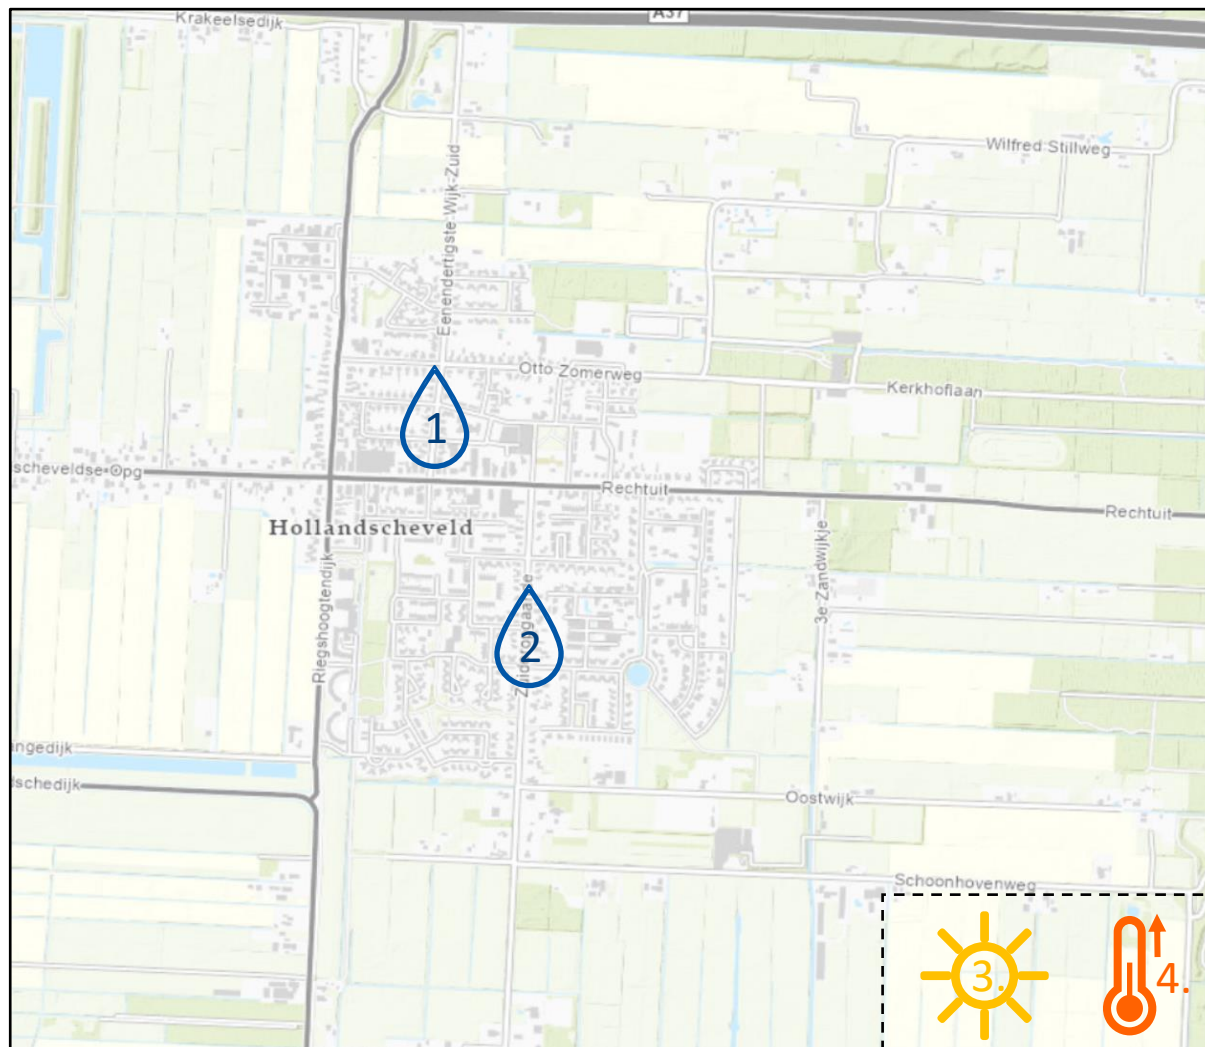 Krakeelsedijk
A37
Wilfred Stillweg
Eenendertigste-Wijk-Zuid
Otto Zomerweg
Kerkhoflaan
1
scheveldse-Opg
Rechtuit
Rechtuit
Hollandscheveld
3e-Zandwijkje
Riegshoogtendijk
2
ngedijk
dschedijk
Oostwijk
Schoonhovenweg
3.
4.